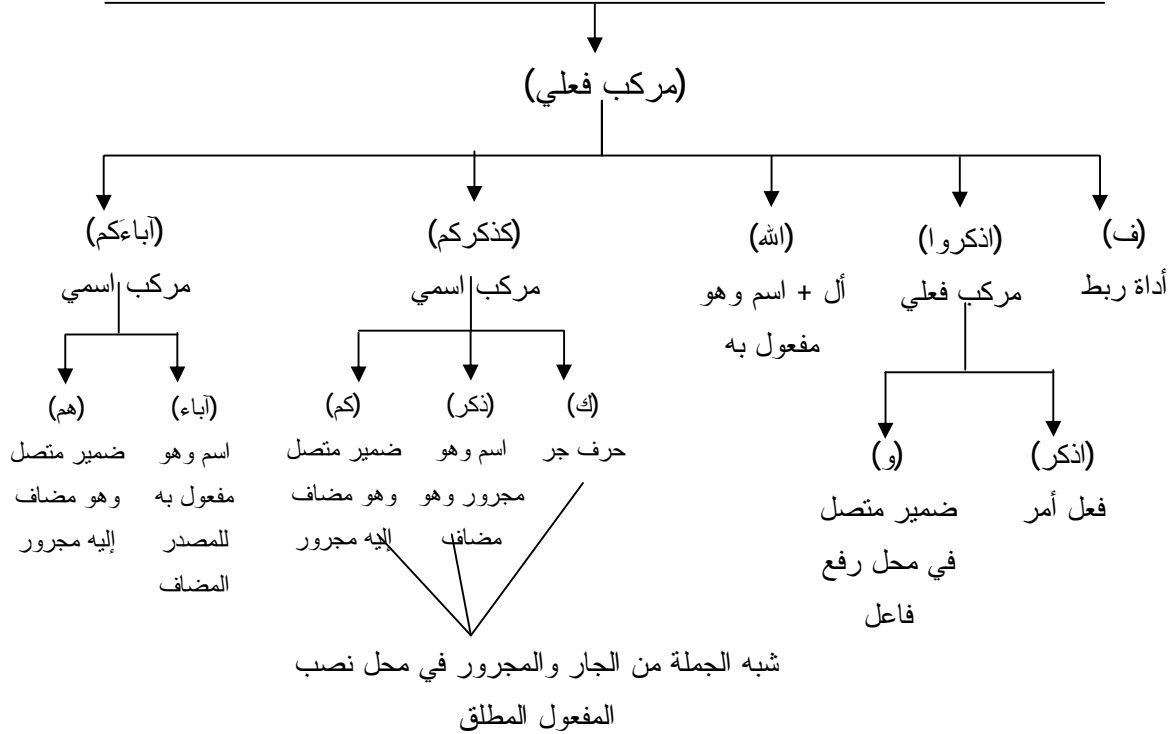 (مركب فعلي)
(ف)
أداة ربط
(اذكروا)
مركب فعلي
(الله)
أل + اسم وهو
مفعول به
(كذكركم)
مركب اسمي
(آباءَكم)
مركب اسمي
(اذكر)
فعل أمر
(و)
ضمير متصل
في محل رفع
فاعل
(ك)
حرف جر
(ذكر)
اسم وهو
مجرور وهو
مضاف
(كم)
ضمير متصل
وهو مضاف
إليه مجرور
(آباء)
اسم وهو
مفعول به
للمصدر
المضاف
(هم)
ضمير متصل
وهو مضاف
إليه مجرور
شبه الجملة من الجار والمجرور في محل نصب
المفعول المطلق